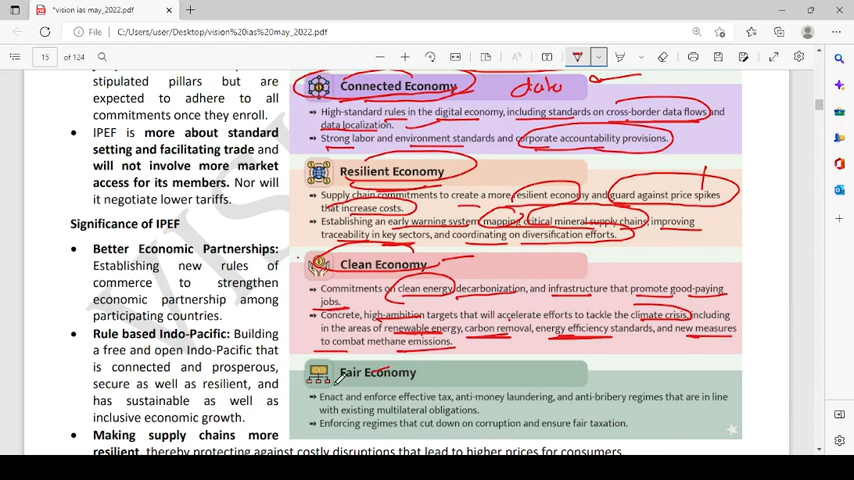 vision ias may_2022.pdf
File
C:/Users/user/Desktop/vision%20ias%20may_2022.pdf
15
of 124
stipulated pillars but are
expected to adhere to all
commitments once they enroll.
IPEF is more about standard
setting and facilitating trade and
will not involve more market
access for its members. Nor will
it negotiate lower tariffs.
Significance of IPEF
Better Economic Partnerships:
Establishing new rules of
commerce to strengthen
economic partnership among
participating countries.
Rule based Indo-Pacific: Building
a free and open Indo-Pacific that
is connected and prosperous,
secure as well as resilient, and
has sustainable as well as
inclusive economic growth.
Making supply chains more
resilient, thereby protecting against costly disruptions that lead to higher prices for consumers.
Connected Economy
data
High-standard rules in the digital economy, including standards on cross-border data flows and
data localization.
Strong labor and environment standards and corporate accountability provisions.
Resilient Economy
Supply chain commitments to create a more resilient economy and guard against price spikes
that increase costs.
Establishing an early warning system, mapping critical mineral supply chains, improving
traceability in key sectors, and coordinating on diversification efforts.
Clean Economy
Commitments on clean energy decarbonization, and infrastructure that promote good-paying
jobs.
Concrete, high-ambition targets that will accelerate efforts to tackle the climate crisis, including
in the areas of renewable energy, carbon removal, energy efficiency standards, and new measures
to combat methane emissions.
Fair Economy
Enact and enforce effective tax, anti-money laundering, and anti-bribery regimes that are in line
with existing multilateral obligations.
Enforcing regimes that cut down on corruption and ensure fair taxation.